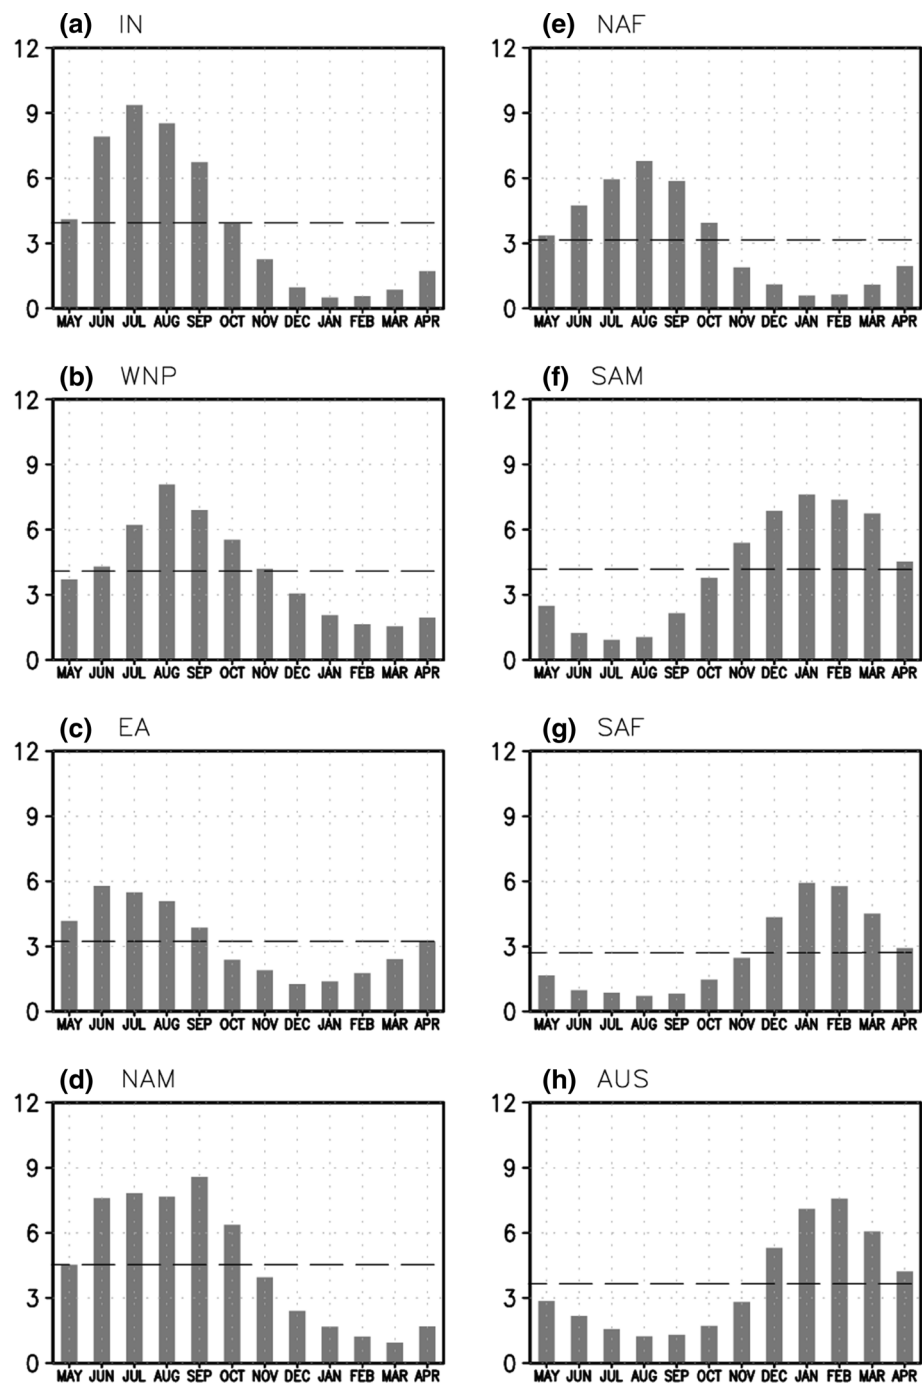 (a) IN
12
9
6
3
0
MAY JUN JUL AUG SEP OCT NOV DEC JAN FEB MAR APR
(b) WNP
12
9
6
3
0
MAY JUN JUL AUG SEP OCT NOV DEC JAN FEB MAR APR
(c) EA
12
9
6
3
0
MAY JUN JUL AUG SEP OCT NOV DEC JAN FEB MAR APR
(d) NAM
12
9
6
3
0
MAY JUN JUL AUG SEP OCT NOV DEC JAN FEB MAR APR
(e) NAF
12
9
6
3
0
MAY JUN JUL AUG SEP OCT NOV DEC JAN FEB MAR APR
(f) SAM
12
9
6
3
0
MAY JUN JUL AUG SEP OCT NOV DEC JAN FEB MAR APR
(g) SAF
12
9
6
3
0
MAY JUN JUL AUG SEP OCT NOV DEC JAN FEB MAR APR
(h) AUS
12
9
6
3
0
MAY JUN JUL AUG SEP OCT NOV DEC JAN FEB MAR APR